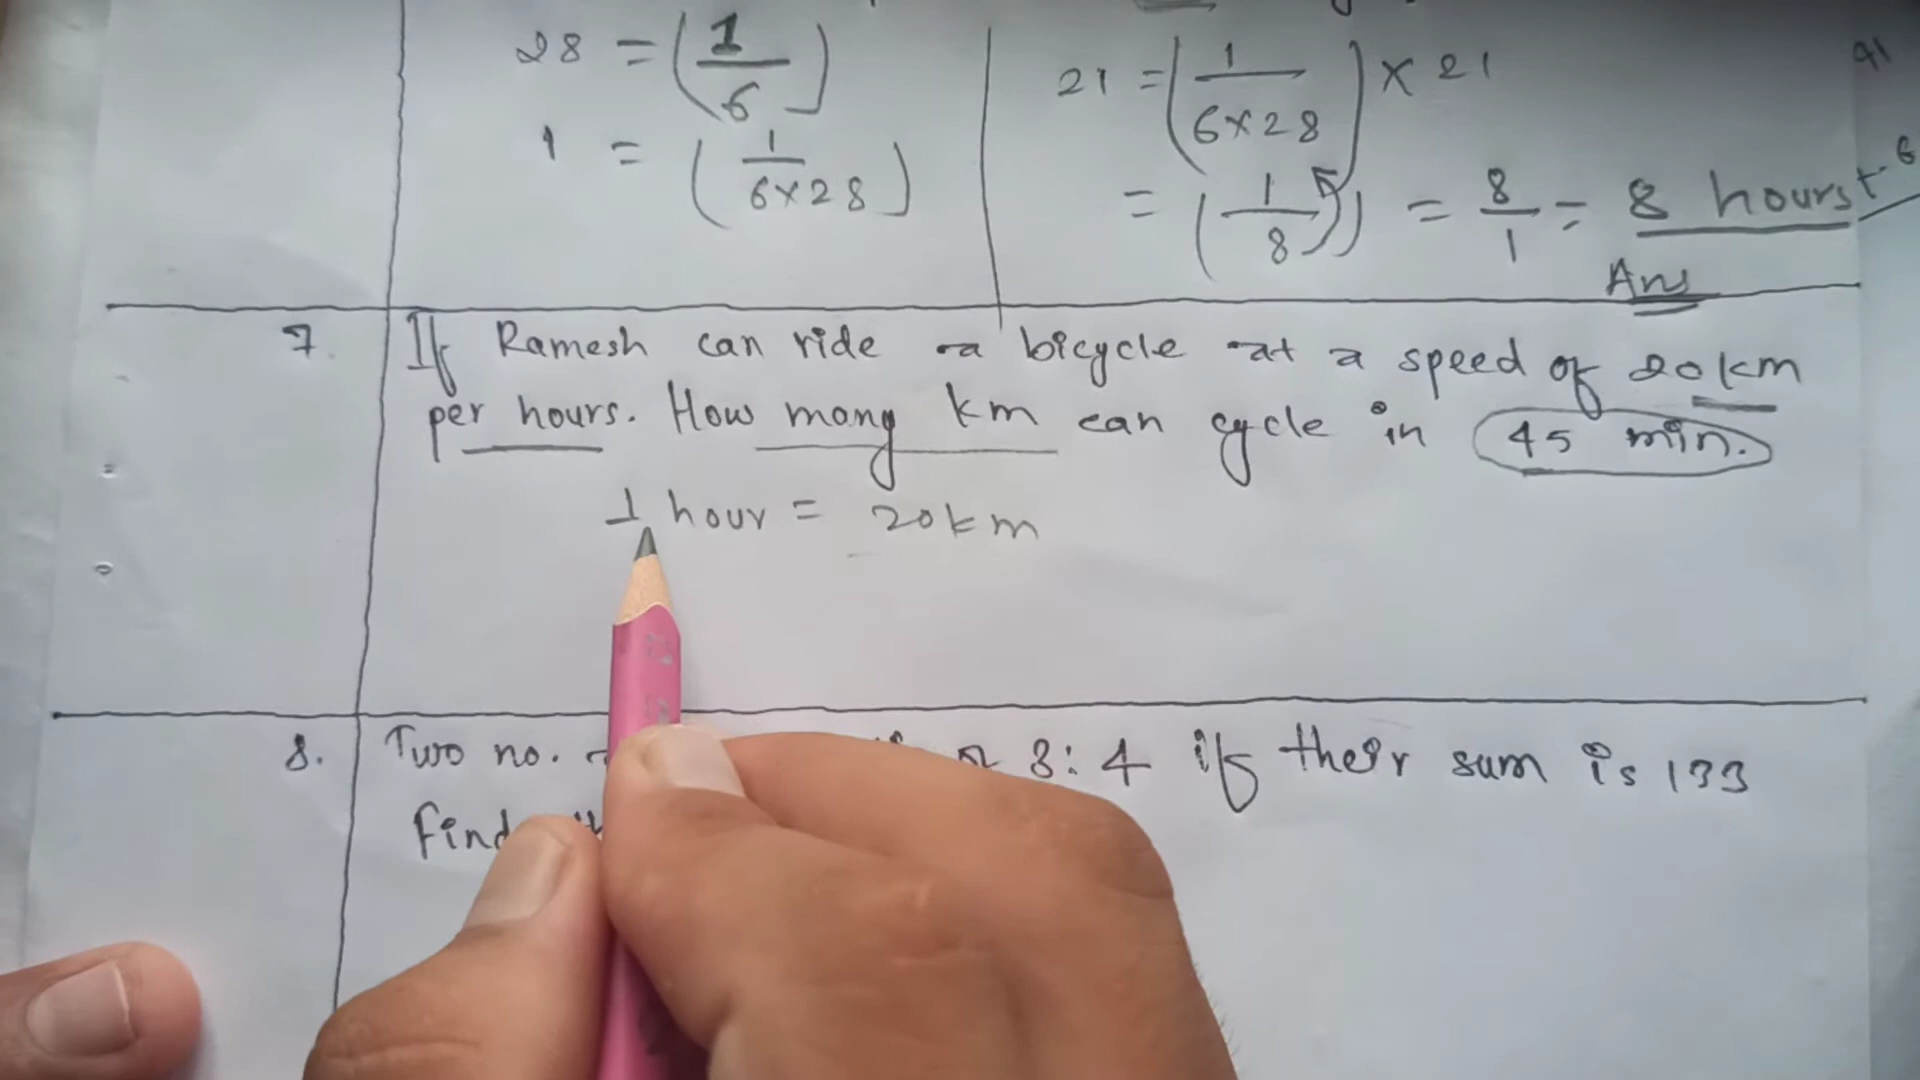 28 = (1/6)
1 = (1/6×28)
21 = (1/6×28) × 21
= (1/8) = 8/1 = 8 hours
Ans
7. If Ramesh can ride a bicycle at a speed of 20km
per hours. How many km can cycle in 45 min.
1 hour = 20km
8. Two no. 3:4 if their sum is 133
Find